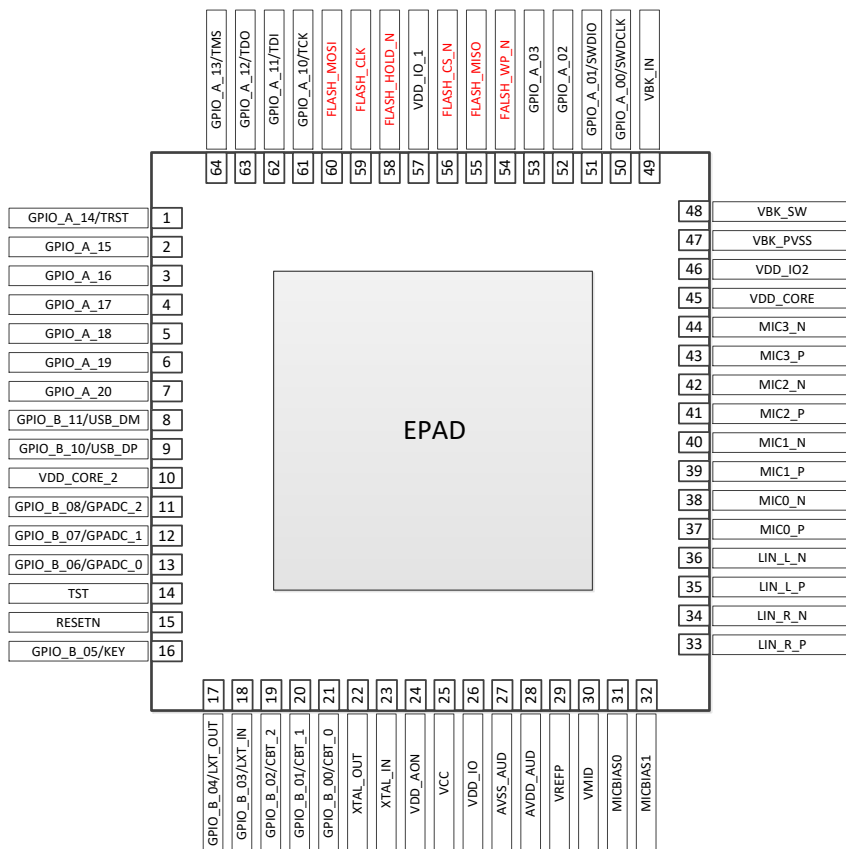 GPIO_A_13/TMS
GPIO_A_12/TDO
GPIO_A_11/TDI
GPIO_A_10/TCK
FLASH_MOSI
FLASH_CLK
FLASH_HOLD_N
VDD_IO_1
FLASH_CS_N
FLASH_MISO
FALSH_WP_N
GPIO_A_03
GPIO_A_02
GPIO_A_01/SWDIO
GPIO_A_00/SWDCLK
VBK_IN
64
63
62
61
60
59
58
57
56
55
54
53
52
51
50
49
GPIO_A_14/TRST 1
GPIO_A_15 2
GPIO_A_16 3
GPIO_A_17 4
GPIO_A_18 5
GPIO_A_19 6
GPIO_A_20 7
GPIO_B_11/USB_DM 8
GPIO_B_10/USB_DP 9
VDD_CORE_2 10
GPIO_B_08/GPADC_2 11
GPIO_B_07/GPADC_1 12
GPIO_B_06/GPADC_0 13
TST 14
RESETN 15
GPIO_B_05/KEY 16
EPAD
48 VBK_SW
47 VBK_PVSS
46 VDD_IO2
45 VDD_CORE
44 MIC3_N
43 MIC3_P
42 MIC2_N
41 MIC2_P
40 MIC1_N
39 MIC1_P
38 MIC0_N
37 MIC0_P
36 LIN_L_N
35 LIN_L_P
34 LIN_R_N
33 LIN_R_P
17
18
19
20
21
22
23
24
25
26
27
28
29
30
31
32
GPIO_B_04/LXT_OUT
GPIO_B_03/LXT_IN
GPIO_B_02/CBT_2
GPIO_B_01/CBT_1
GPIO_B_00/CBT_0
XTAL_OUT
XTAL_IN
VDD_AON
VCC
VDD_IO
AVSS_AUD
AVDD_AUD
VREFP
VMID
MICBIAS0
MICBIAS1